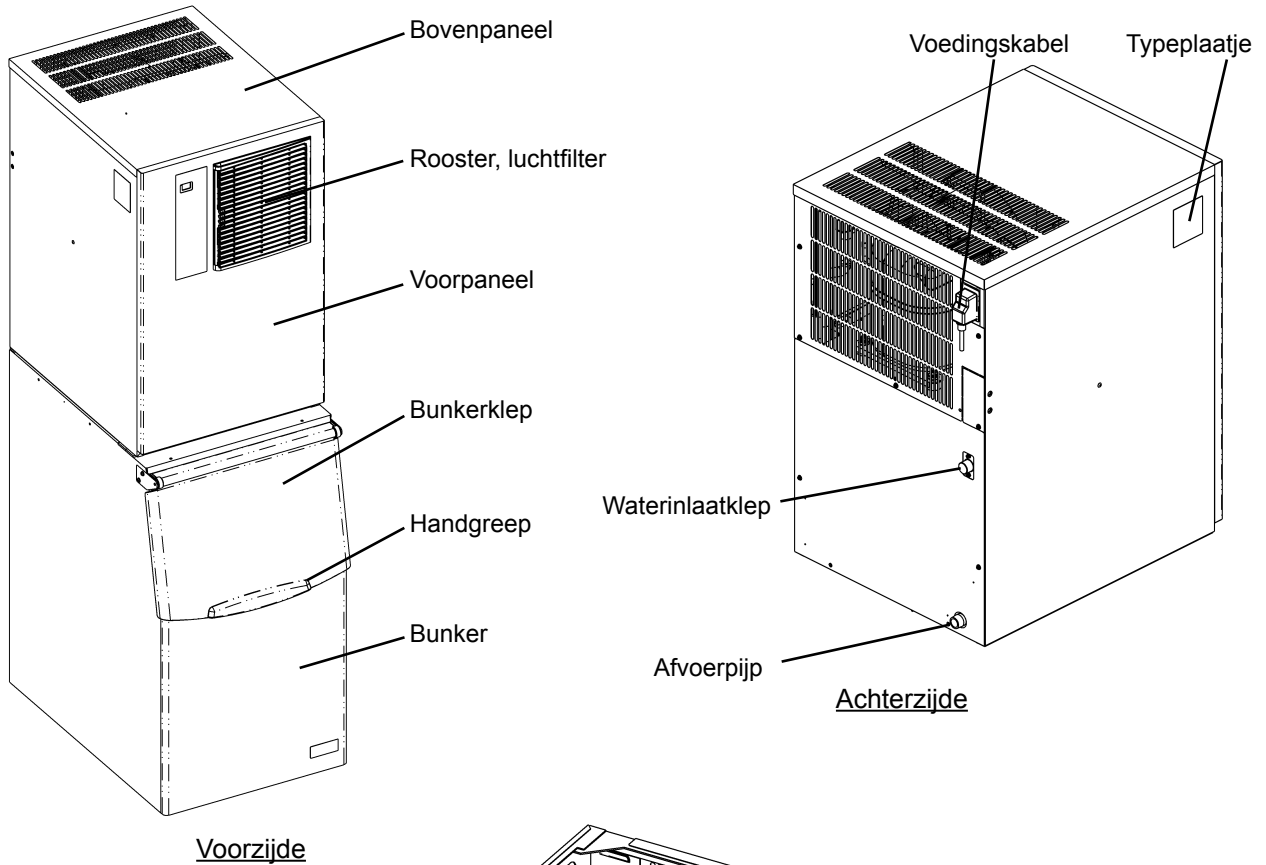 Bovenpaneel
Rooster, luchtfilter
Voorpaneel
Bunkerklep
Handgreep
Bunker
Voorzijde
Voedingskabel
Typeplaatje
Waterinlaatklep
Afvoerpijp
Achterzijde